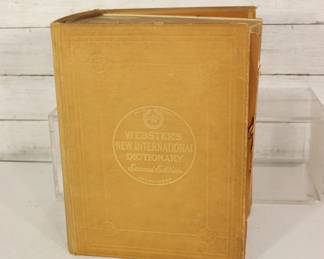 WEBSTER'S
NEW INTERNATIONAL
DICTIONARY
Second Edition